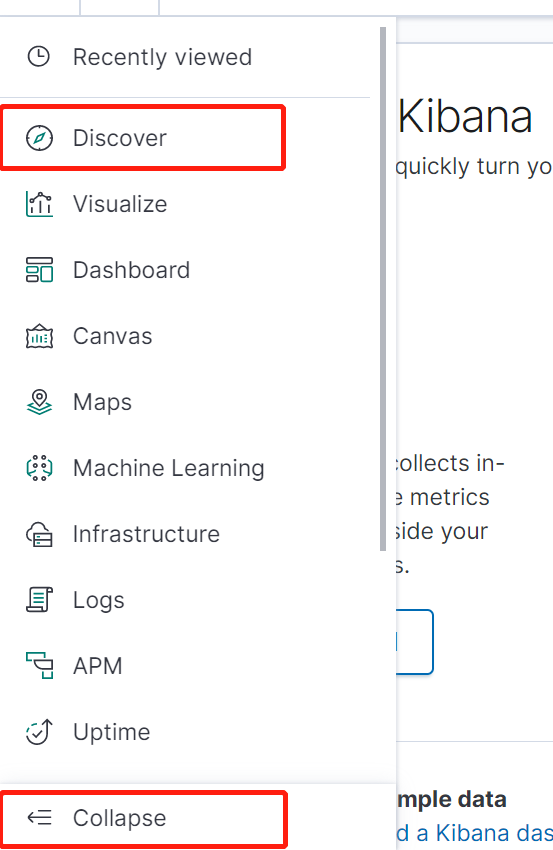 Recently viewed
Discover
Visualize
Dashboard
Canvas
Maps
Machine Learning
Infrastructure
Logs
APM
Uptime
Collapse
Kibana
quickly turn yo
collects in-
e metrics
side your
s.
mple data
d a Kibana das